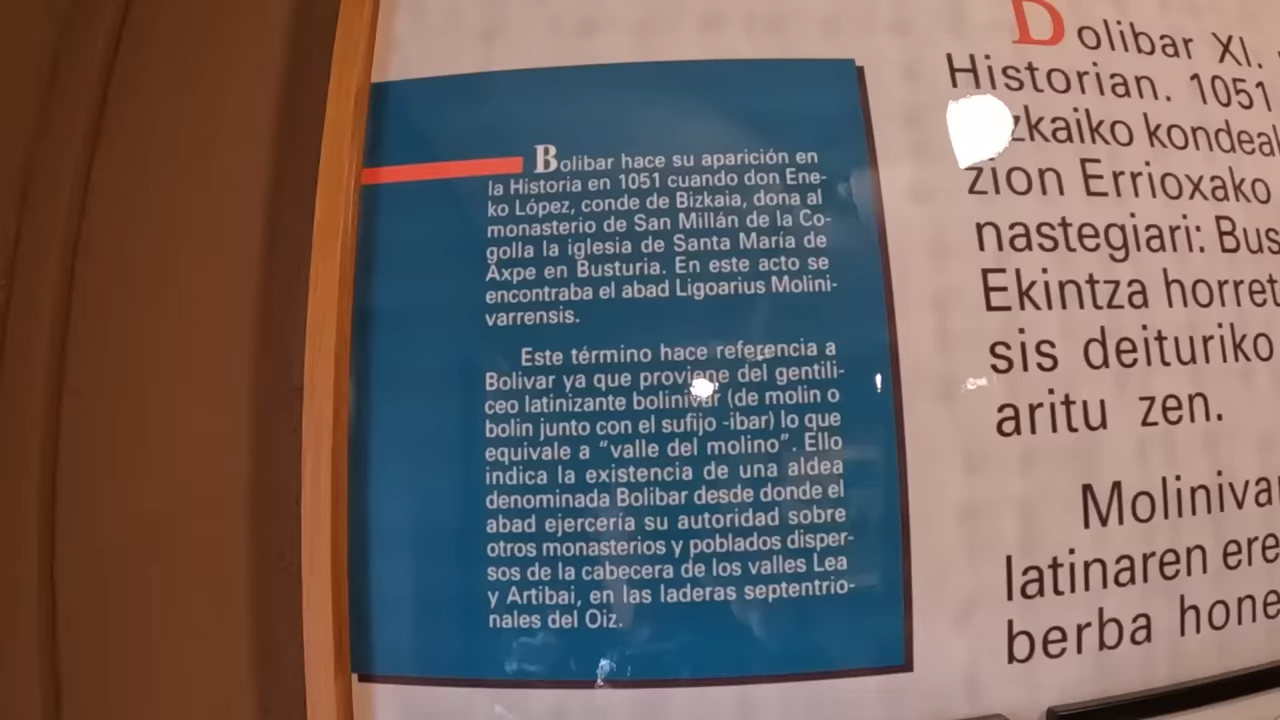 Bolibar hace su aparición en
la Historia en 1051 cuando don Ene-
ko López, conde de Bizkaia, dona al
monasterio de San Millán de la Co-
golla la iglesia de Santa María de
Axpe en Busturia. En este acto se
encontraba el abad Ligoarius Molini-
varrensis.
Este término hace referencia a
Bolivar ya que proviene del gentili-
ceo latinizante bolinivar (de molin o
bolin junto con el sufijo -ibar) lo que
equivale a “valle del molino”. Ello
indica la existencia de una aldea
denominada Bolibar desde donde el
abad ejercería su autoridad sobre
otros monasterios y poblados disper-
sos de la cabecera de los valles Lea
y Artibai, en las laderas septentrio-
nales del Oiz.
Dolibar XI.
Historian. 1051
zkaiko kondeal
zion Errioxako
nastegiari: Bus
Ekintza horret
sis deituriko
aritu zen.
Moliniva
latinaren ere
berba hone